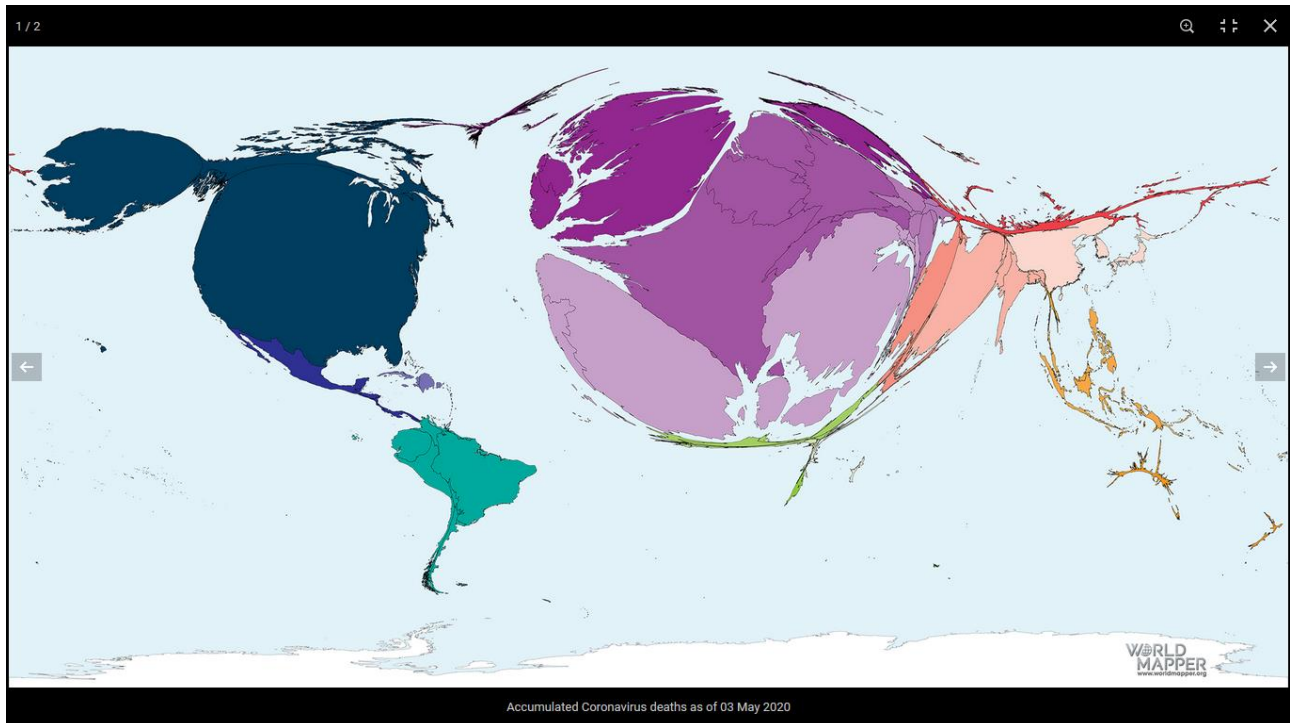 1 / 2
WORLD
MAPPER
www.worldmapper.org
Accumulated Coronavirus deaths as of 03 May 2020